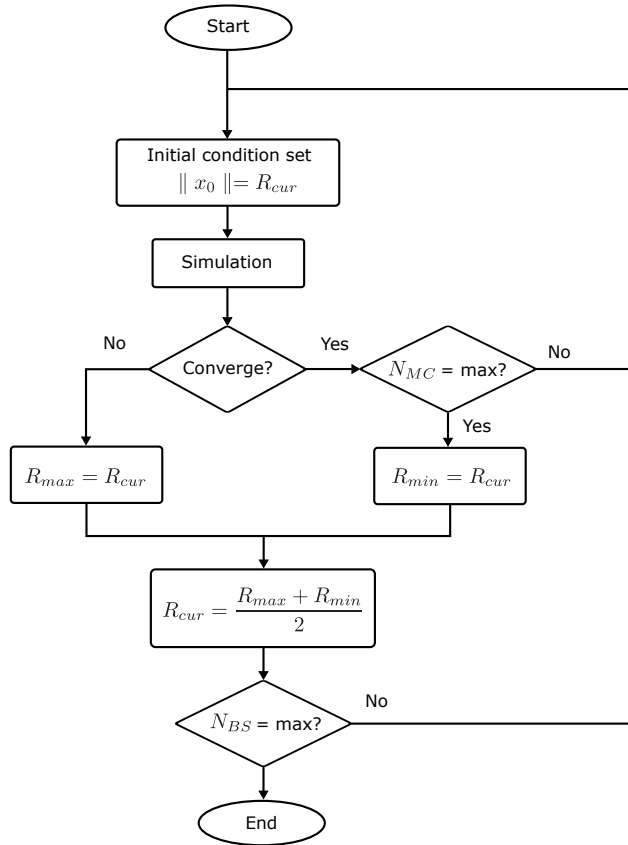 Start
Initial condition set
∥ x₀ ∥= R_cur
Simulation
No
Converge?
Yes
N_MC = max?
No
Yes
R_max = R_cur
R_min = R_cur
R_cur = (R_max + R_min)/2
N_BS = max?
No
End